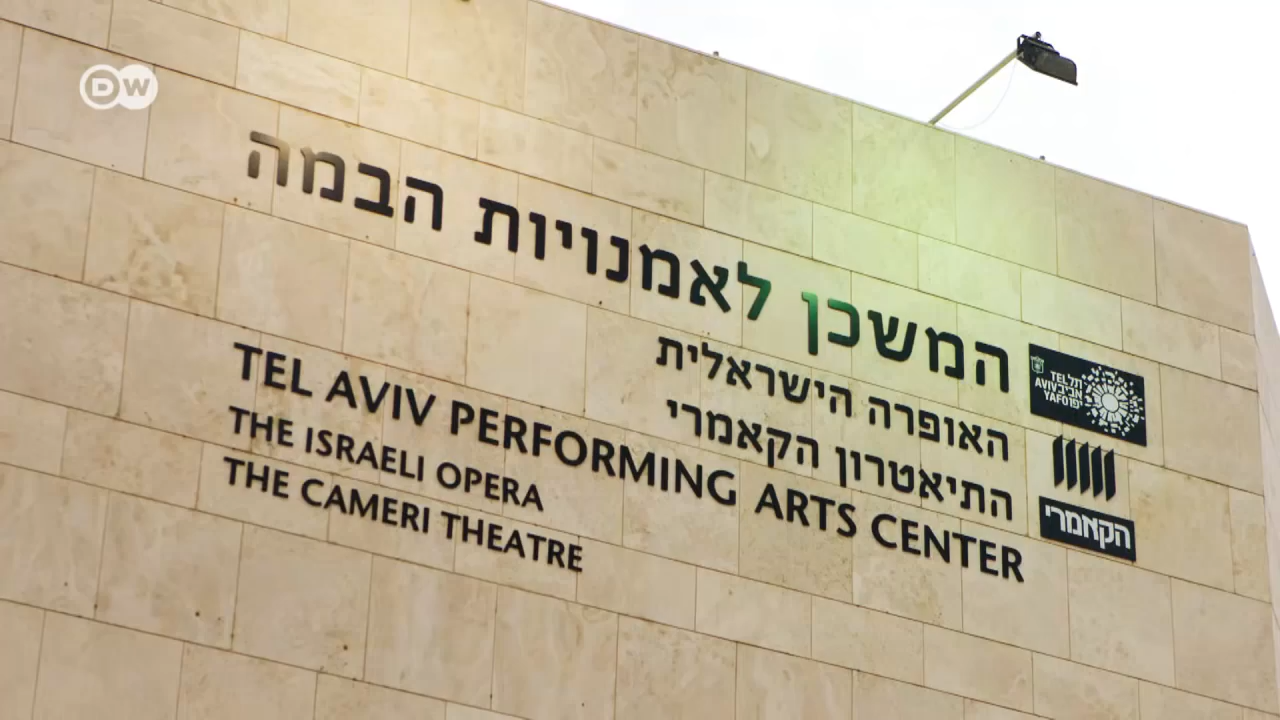 DW
המשכן לאמנויות הבמה
האופרה הישראלית
התיאטרון הקאמרי
TEL AVIV PERFORMING ARTS CENTER
THE ISRAELI OPERA
THE CAMERI THEATRE
תל TEL
אביב AVIV
יפו YAFO
הקאמרי